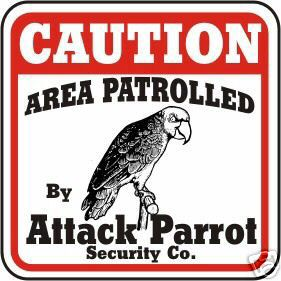 CAUTION
AREA PATROLLED
By
Attack Parrot
Security Co.